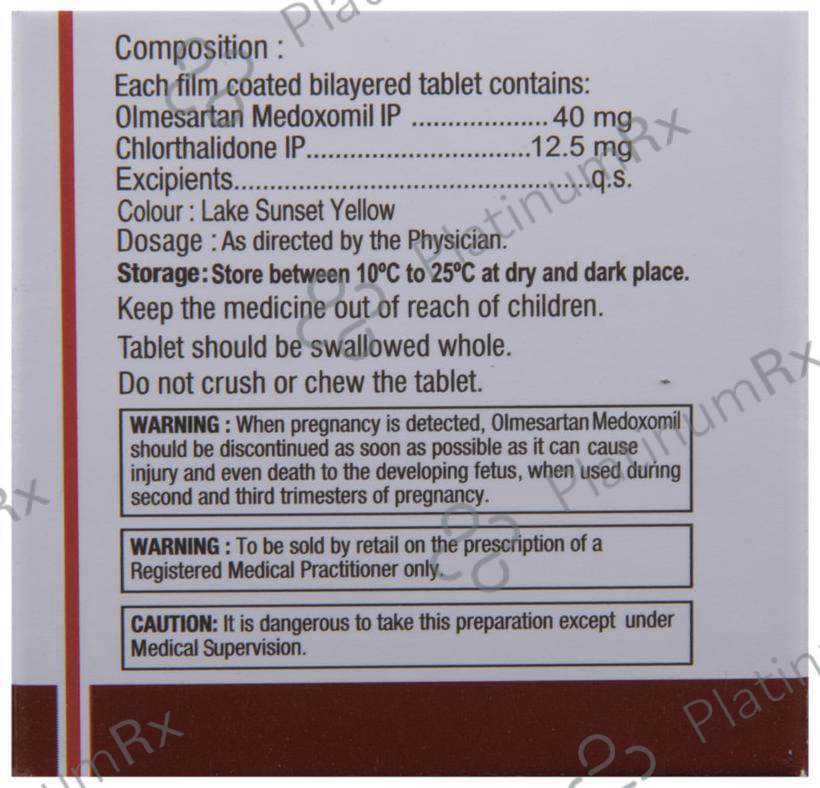 Composition :
Each film coated bilayered tablet contains:
Olmesartan Medoxomil IP ................... 40 mg
Chlorthalidone IP...............................12.5 mg
Excipients.................................................q.s.
Colour : Lake Sunset Yellow
Dosage : As directed by the Physician.
Storage: Store between 10ºC to 25ºC at dry and dark place.
Keep the medicine out of reach of children.
Tablet should be swallowed whole.
Do not crush or chew the tablet.
WARNING : When pregnancy is detected, Olmesartan Medoxomil
should be discontinued as soon as possible as it can cause
injury and even death to the developing fetus, when used during
second and third trimesters of pregnancy.
WARNING : To be sold by retail on the prescription of a
Registered Medical Practitioner only.
CAUTION: It is dangerous to take this preparation except under
Medical Supervision.
PlatinumRx
PlatinumRx
Platin
Plat
Rx
umRx